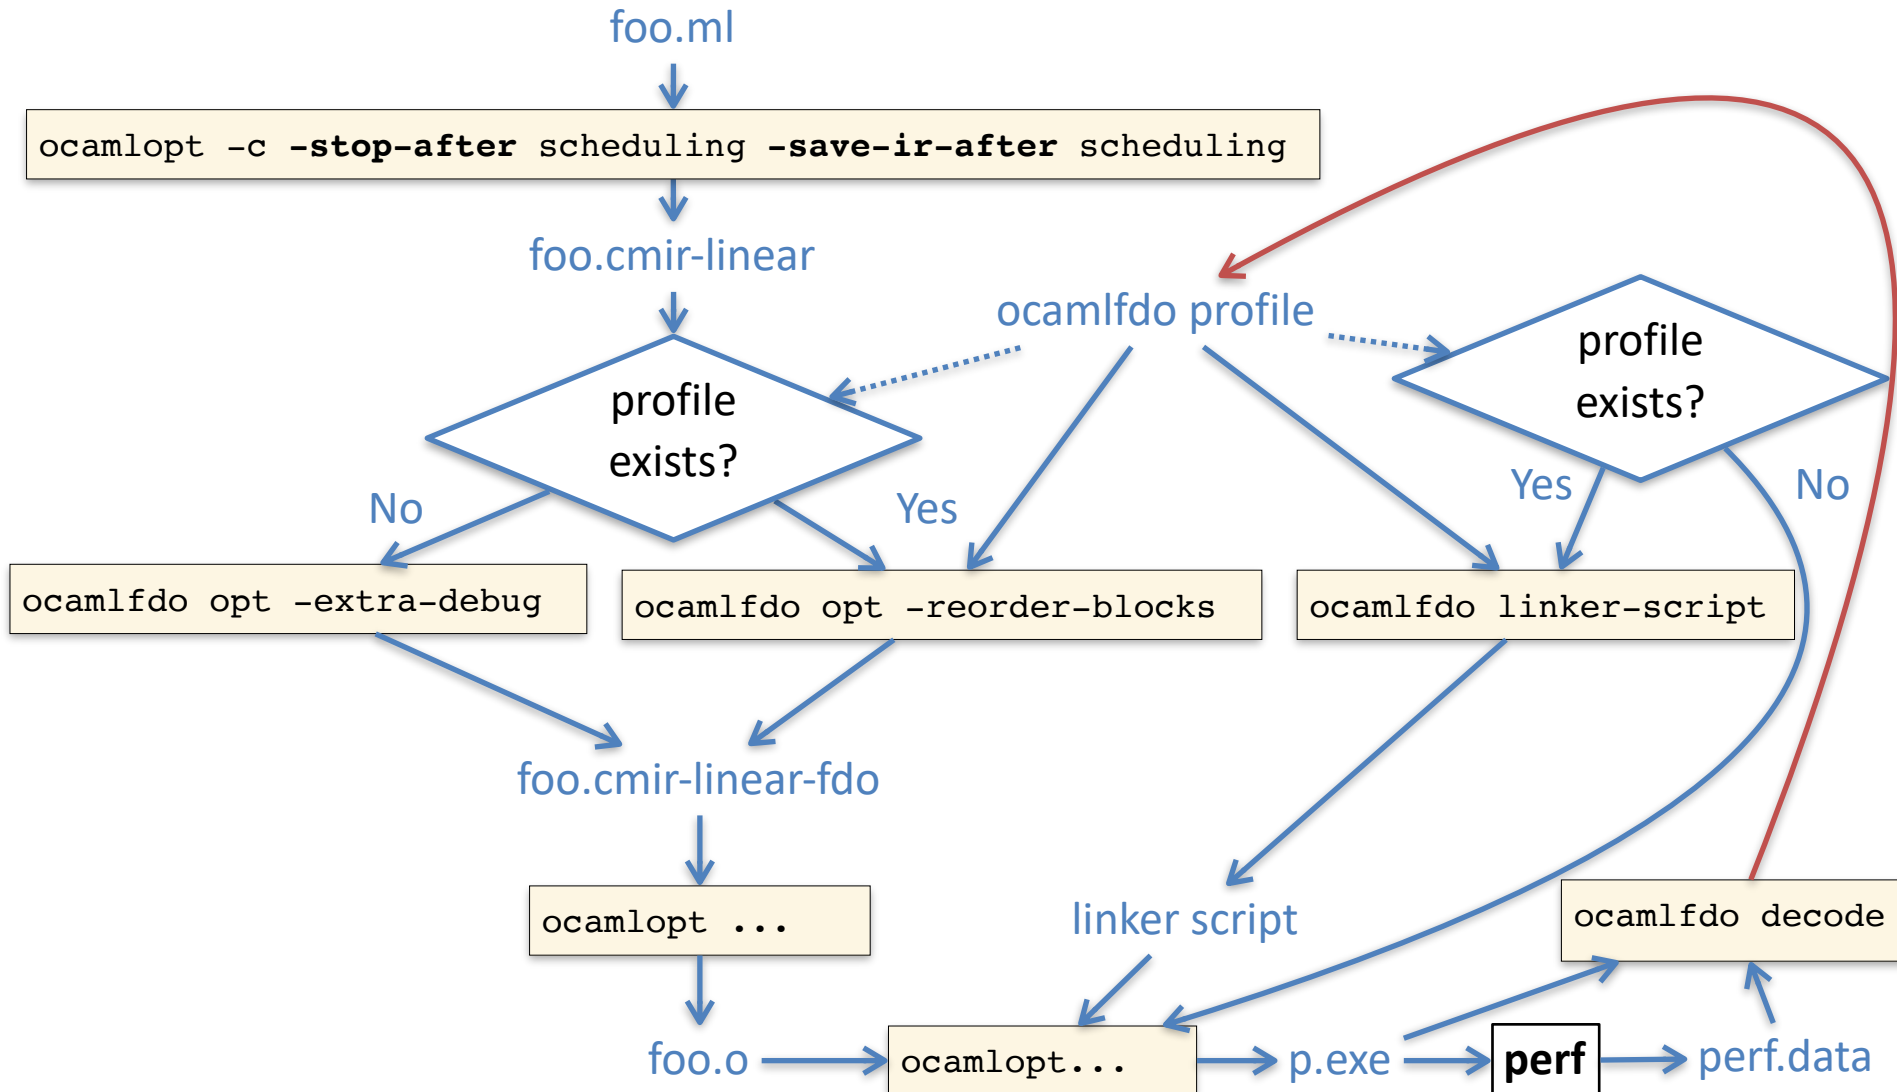 foo.ml
ocamlopt -c -stop-after scheduling -save-ir-after scheduling
foo.cmir-linear
ocamlfdo profile
profile
exists?
profile
exists?
No
Yes
Yes
No
ocamlfdo opt -extra-debug
ocamlfdo opt -reorder-blocks
ocamlfdo linker-script
foo.cmir-linear-fdo
ocamlopt ...
linker script
ocamlfdo decode
foo.o
ocamlopt...
p.exe
perf
perf.data